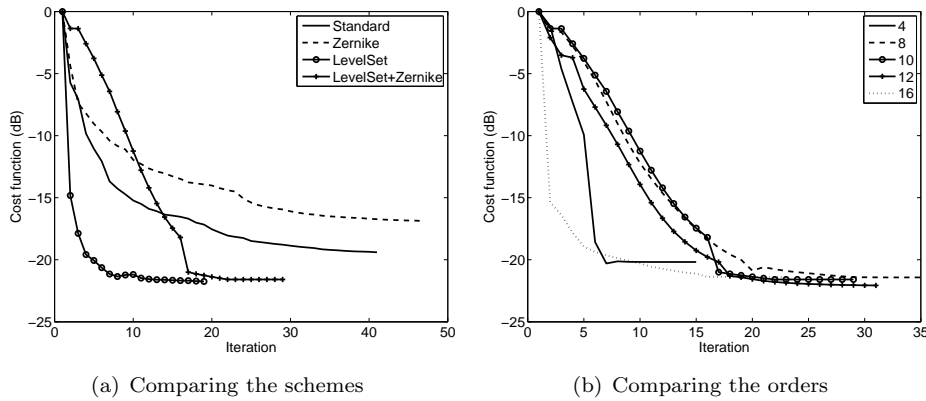 0
−5
−10
−15
−20
−25
Cost function (dB)
0 10 20 30 40 50
Iteration
Standard
Zernike
LevelSet
LevelSet+Zernike
(a) Comparing the schemes
0
−5
−10
−15
−20
−25
Cost function (dB)
0 5 10 15 20 25 30 35
Iteration
4
8
10
12
16
(b) Comparing the orders